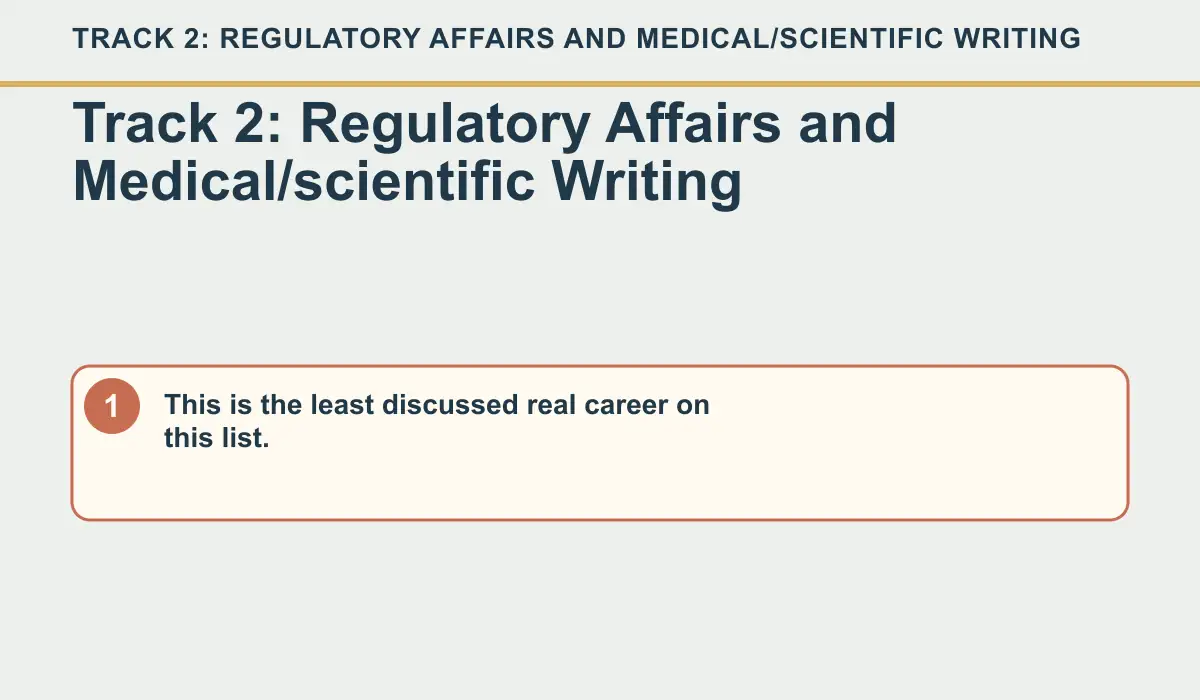 TRACK 2: REGULATORY AFFAIRS AND MEDICAL/SCIENTIFIC WRITING
Track 2: Regulatory Affairs and
Medical/scientific Writing
1
This is the least discussed real career on
this list.